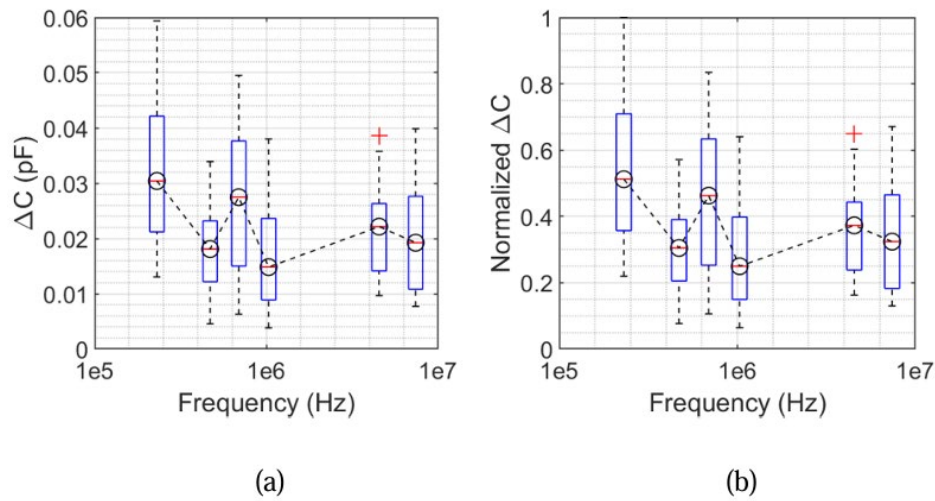 0.06
0.05
0.04
0.03
0.02
0.01
0
ΔC (pF)
1e5
1e6
1e7
Frequency (Hz)
(a)
1
0.8
0.6
0.4
0.2
0
Normalized ΔC
1e5
1e6
1e7
Frequency (Hz)
(b)